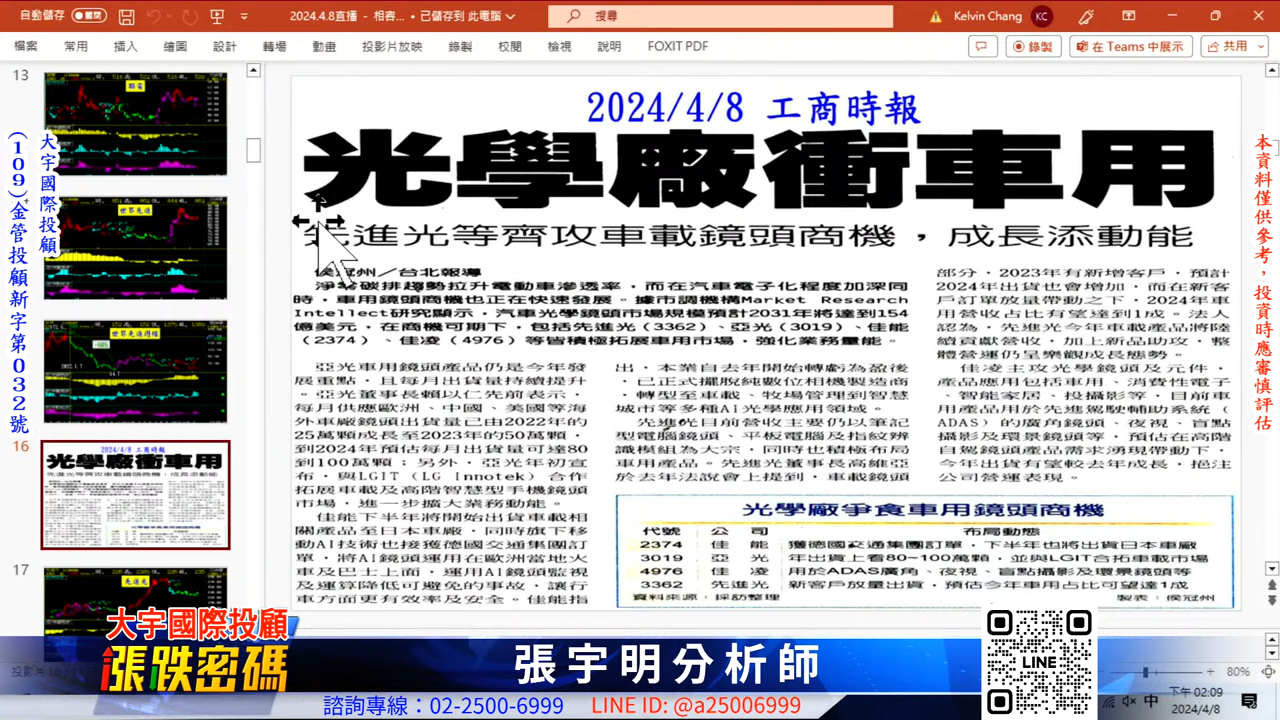 自動儲存
關閉
2024.4.8直播 - 相容... • 已儲存到 此電腦
搜尋
Kelvin Chang
KC
檔案
常用
插入
繪圖
設計
轉場
動畫
投影片放映
錄製
校閱
檢視
說明
FOXIT PDF
錄製
在 Teams 中展示
共用
13
聯電
世界先進
世界先進週線
16
17
先進光
大宇國際投顧
(109)金管投顧新字第032號
本資料僅供參考，投資時應審慎評估
2024/4/8 工商時報
光學廠衝車用
先進光等齊攻車載鏡頭商機，成長添動能
侯冠州／台北報導
淨零碳排趨勢拉升電動車滲透率，而在汽車電子化程度加深同
時，車用鏡頭商機也正在快速發展。據市調機構Market Research
Intellect研究顯示，汽車光學鏡頭市場規模預計2031年將達到154
億美元，在商機可期下，包括先進光（3362）、亞光（3019）、佳能
（2374）、佳凌（4976）等皆積極拓展車用市場，強化業務量能。
亞光車用鏡頭產品仍是今年發
展重點，且每月出貨量持續提升
。亞光董事長賴以仁先前表示，
每月供應歐洲、中國、美國等海
外車廠鏡頭出貨量已由2022年的
25萬顆成長至2023年的50萬顆，
到2024年預估每月出貨量可達80
到100萬顆；另外，亞光年初宣
布，與LGIT（LG Innotek）合作
拓展車載及高階智慧型手機鏡頭
市場，進一步擴大業務動能。
佳能下半年將開始出貨車載相
關產品至日本車廠，同時旗下移
動AI技術也接獲德國交通集團訂
單，將AI鏡頭運用在歐洲當地火
車及巴士上面，運用AI鏡頭監視
及運算降低可避免的事故，讓行
車方面更有效率及安全。佳能指
出，本業自去年開始轉虧為盈後
，已正式擺脫純數位相機製造商
，轉型至車載、牧場管理到智慧
城市等多種AI光學應用領域。
先進光目前營收主要仍以筆記
型電腦鏡頭、平板電腦及指紋辨
識模組為大宗，同時也積極布局
車用產品。先進光董事長高維亞
於去年法說會上提到，車載鏡頭
部分，2023年有新增客戶，預計
2024年出貨也會增加，而在新客
戶訂單放量帶動之下，2024年車
用營收占比有望達到1成。法人
認為，先進光今年車載產品將陸
續貢獻營收，加上新品助攻，整
體營運仍呈樂觀成長態勢。
佳凌主攻光學鏡頭及元件，
產品應用包括車用、消費性電子
、智能家居、投攝影等，目前車
用產品用於先進駕駛輔助系統（
ADAS）的廣角鏡頭、夜視、盲點
攝影及環景鏡頭等，預估在高階
自駕鏡頭產品需求湧現帶動下，
今年出貨有望較去年成長，挹注
公司營運表現。
光學廠爭食車用鏡頭商機
代號 公司 布局動態
2374 佳能 獲德國交通集團訂單，下半年也將出貨日本車廠
3019 亞光 年出貨上看80~100萬顆，並與LGIT合作車載市場
4976 佳凌 用於ADAS廣角、夜視、盲點攝影及環景鏡頭等
3362 先進光 新客戶放量出貨，預估今年車用占比可望達1成
資料來源：採訪整理
製表：侯冠州
大宇國際投顧
漲跌密碼
張宇明分析師
諮詢專線：02-2500-6999
LINE ID: @a25006999
LINE
80%
中
下午 02:09
2024/4/8